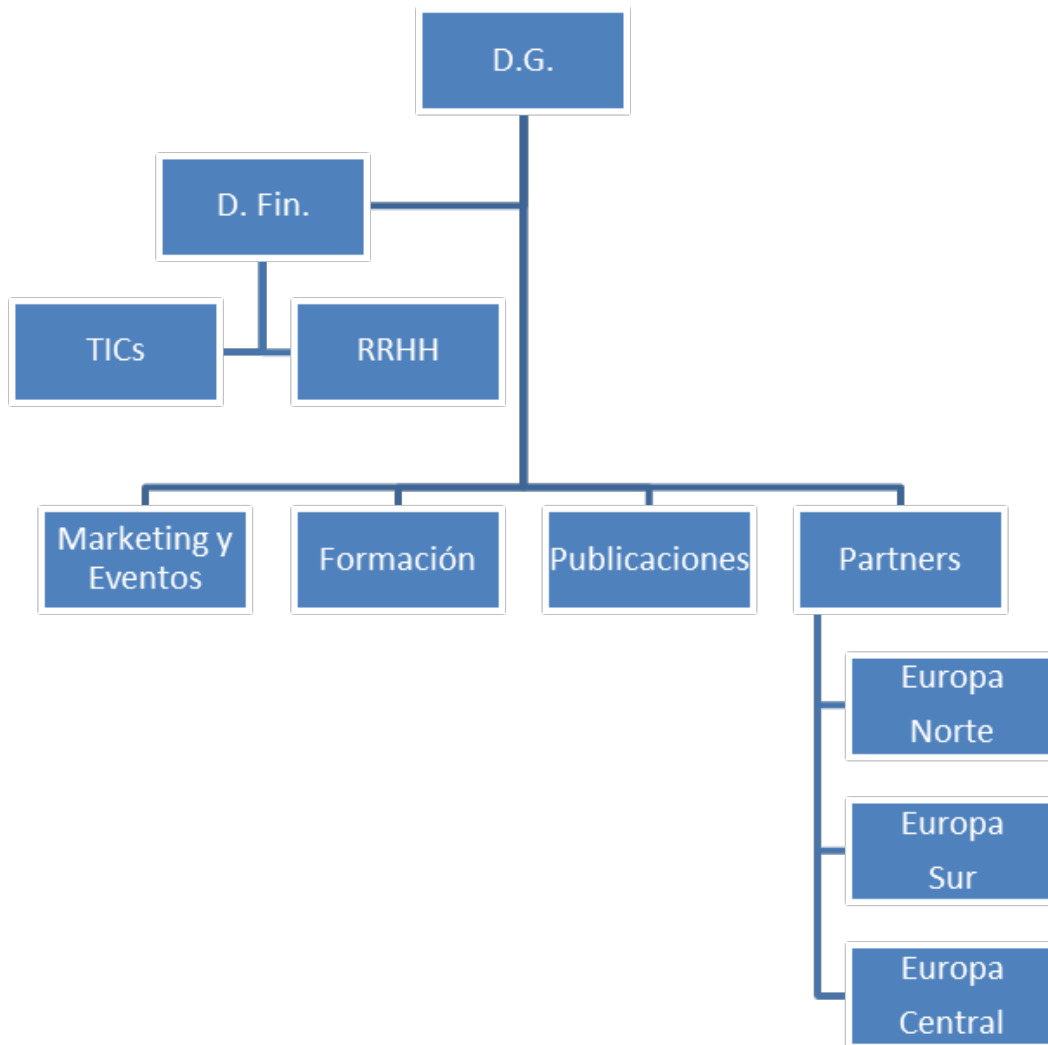 D.G.
D. Fin.
TICs
RRHH
Marketing y
Eventos
Formación
Publicaciones
Partners
Europa
Norte
Europa
Sur
Europa
Central